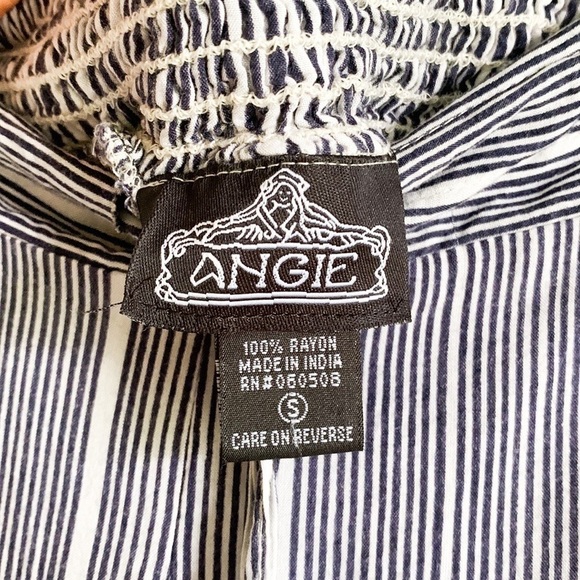 ANGIE
100% RAYON
MADE IN INDIA
RN#060508
S
CARE ON REVERSE